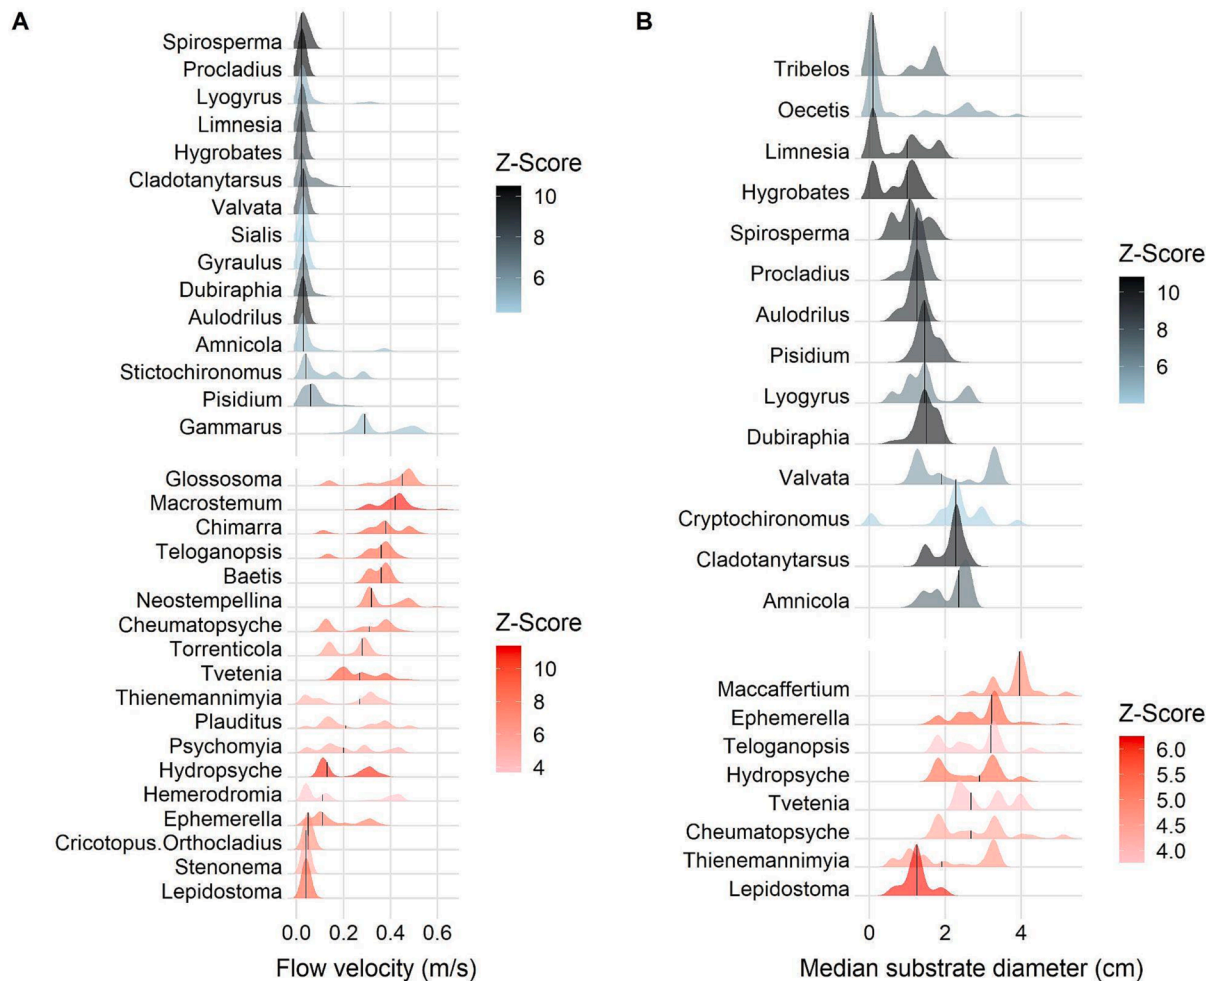 A
Spirosperma
Procladius
Lyogyrus
Limnesia
Hygrobates
Cladotanytarsus
Valvata
Sialis
Gyraulus
Dubiraphia
Aulodrilus
Amnicola
Stictochironomus
Pisidium
Gammarus
Z-Score
10
8
6
Glossosoma
Macrostemum
Chimarra
Teloganopsis
Baetis
Neostempellina
Cheumatopsyche
Torrenticola
Tvetenia
Thienemannimyia
Plauditus
Psychomyia
Hydropsyche
Hemerodromia
Ephemerella
Cricotopus.Orthocladius
Stenonema
Lepidostoma
Z-Score
10
8
6
4
0.0 0.2 0.4 0.6
Flow velocity (m/s)
B
Tribelos
Oecetis
Limnesia
Hygrobates
Spirosperma
Procladius
Aulodrilus
Pisidium
Lyogyrus
Dubiraphia
Valvata
Cryptochironomus
Cladotanytarsus
Amnicola
Z-Score
10
8
6
Maccaffertium
Ephemerella
Teloganopsis
Hydropsyche
Tvetenia
Cheumatopsyche
Thienemannimyia
Lepidostoma
Z-Score
6.0
5.5
5.0
4.5
4.0
0 2 4
Median substrate diameter (cm)